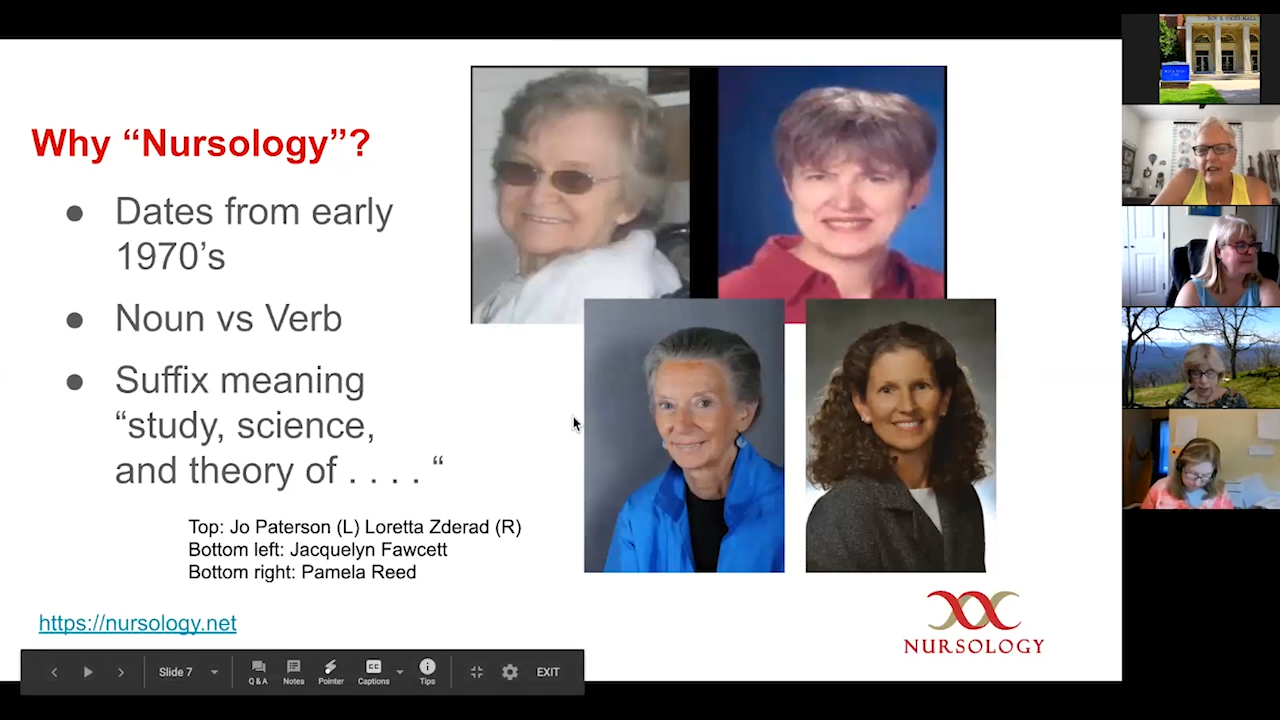 Why “Nursology”?
● Dates from early
1970’s
● Noun vs Verb
● Suffix meaning
“study, science,
and theory of . . . . “
Top: Jo Paterson (L) Loretta Zderad (R)
Bottom left: Jacquelyn Fawcett
Bottom right: Pamela Reed
https://nursology.net
NURSOLOGY
Slide 7
Q & A
Notes
Pointer
Captions
Tips
EXIT